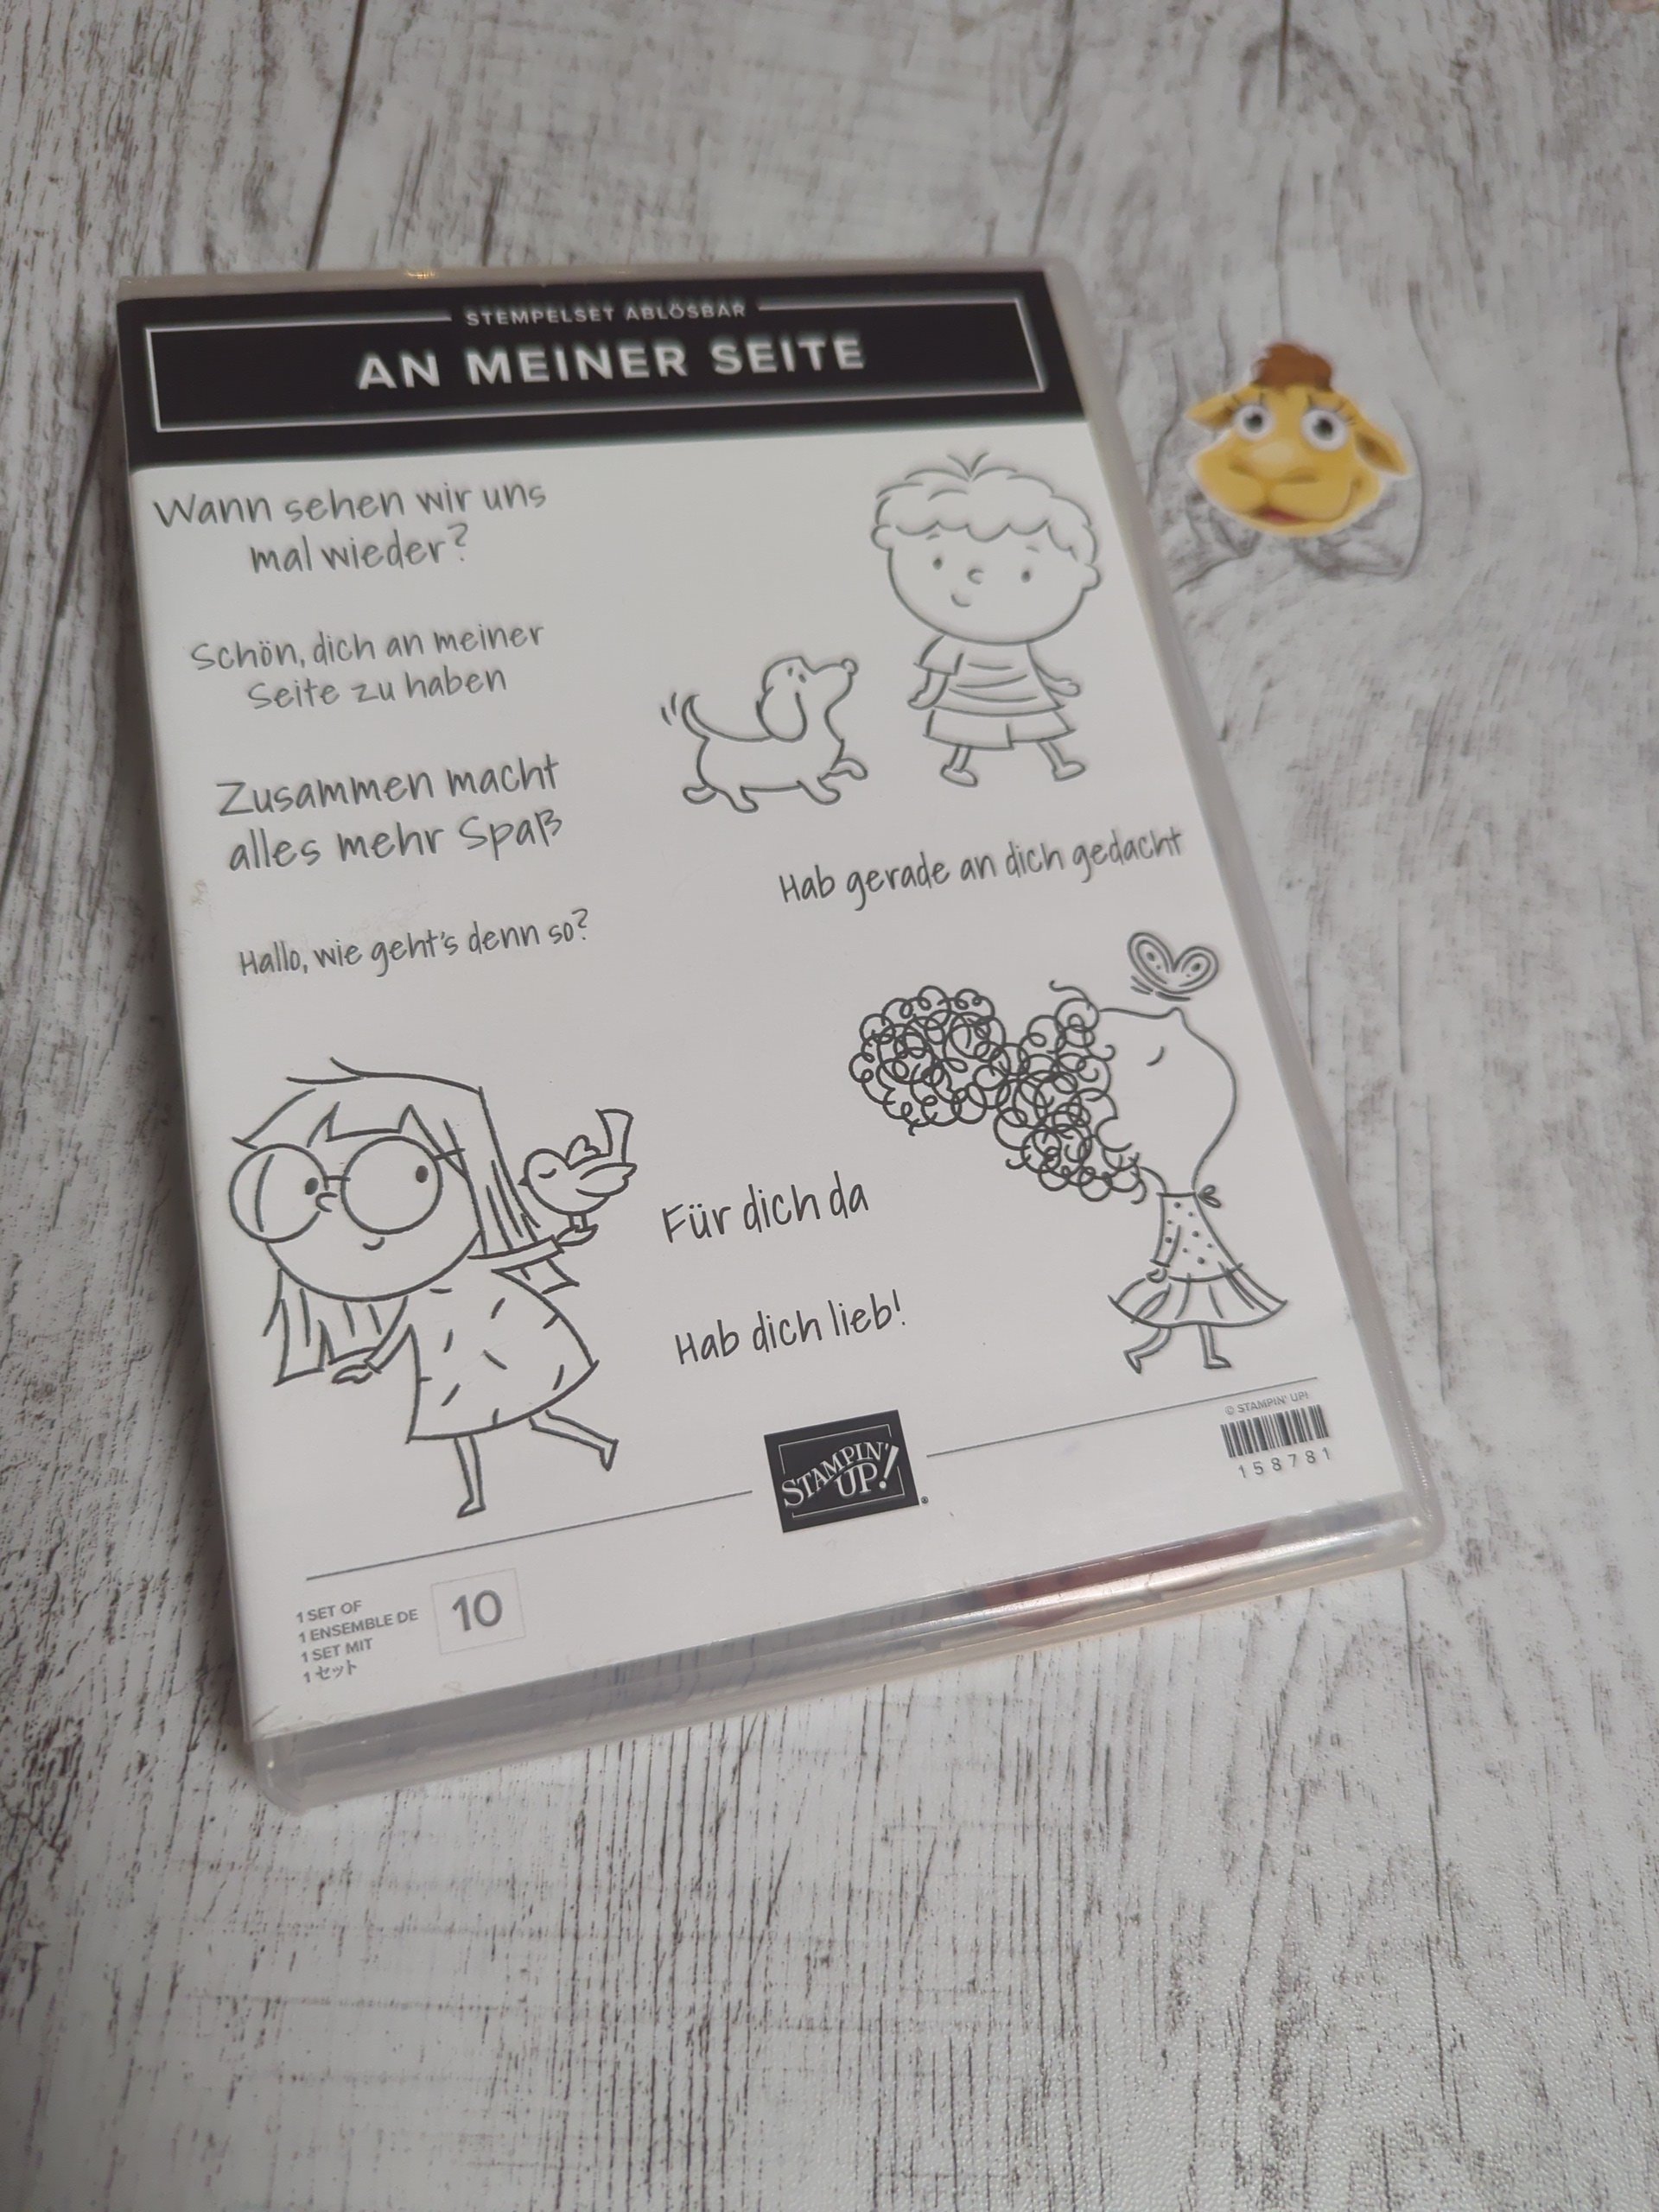 STEMPELSET ABLÖSBAR
AN MEINER SEITE
Wann sehen wir uns
mal wieder?
Schön, dich an meiner
Seite zu haben
Zusammen macht
alles mehr Spaß
Hab gerade an dich gedacht
Hallo, wie geht's denn so?
Für dich da
Hab dich lieb!
© STAMPIN' UP!
158781
STAMPIN'
UP!
®
1 SET OF
1 ENSEMBLE DE
1 SET MIT
1 セット
10